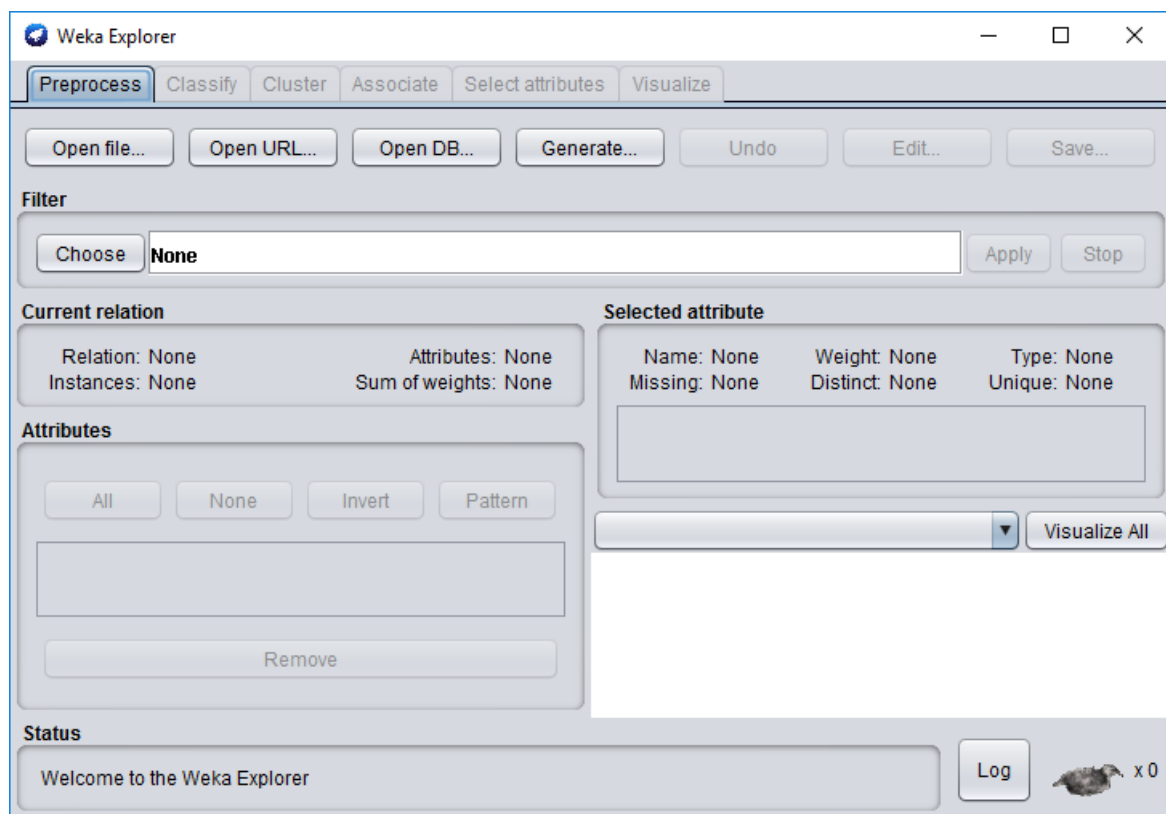 Weka Explorer
Preprocess Classify Cluster Associate Select attributes Visualize
Open file... Open URL... Open DB... Generate... Undo Edit... Save...
Filter
Choose None Apply Stop
Current relation
Relation: None Attributes: None
Instances: None Sum of weights: None
Selected attribute
Name: None Weight: None Type: None
Missing: None Distinct: None Unique: None
Attributes
All None Invert Pattern
Remove
Visualize All
Status
Welcome to the Weka Explorer
Log x 0